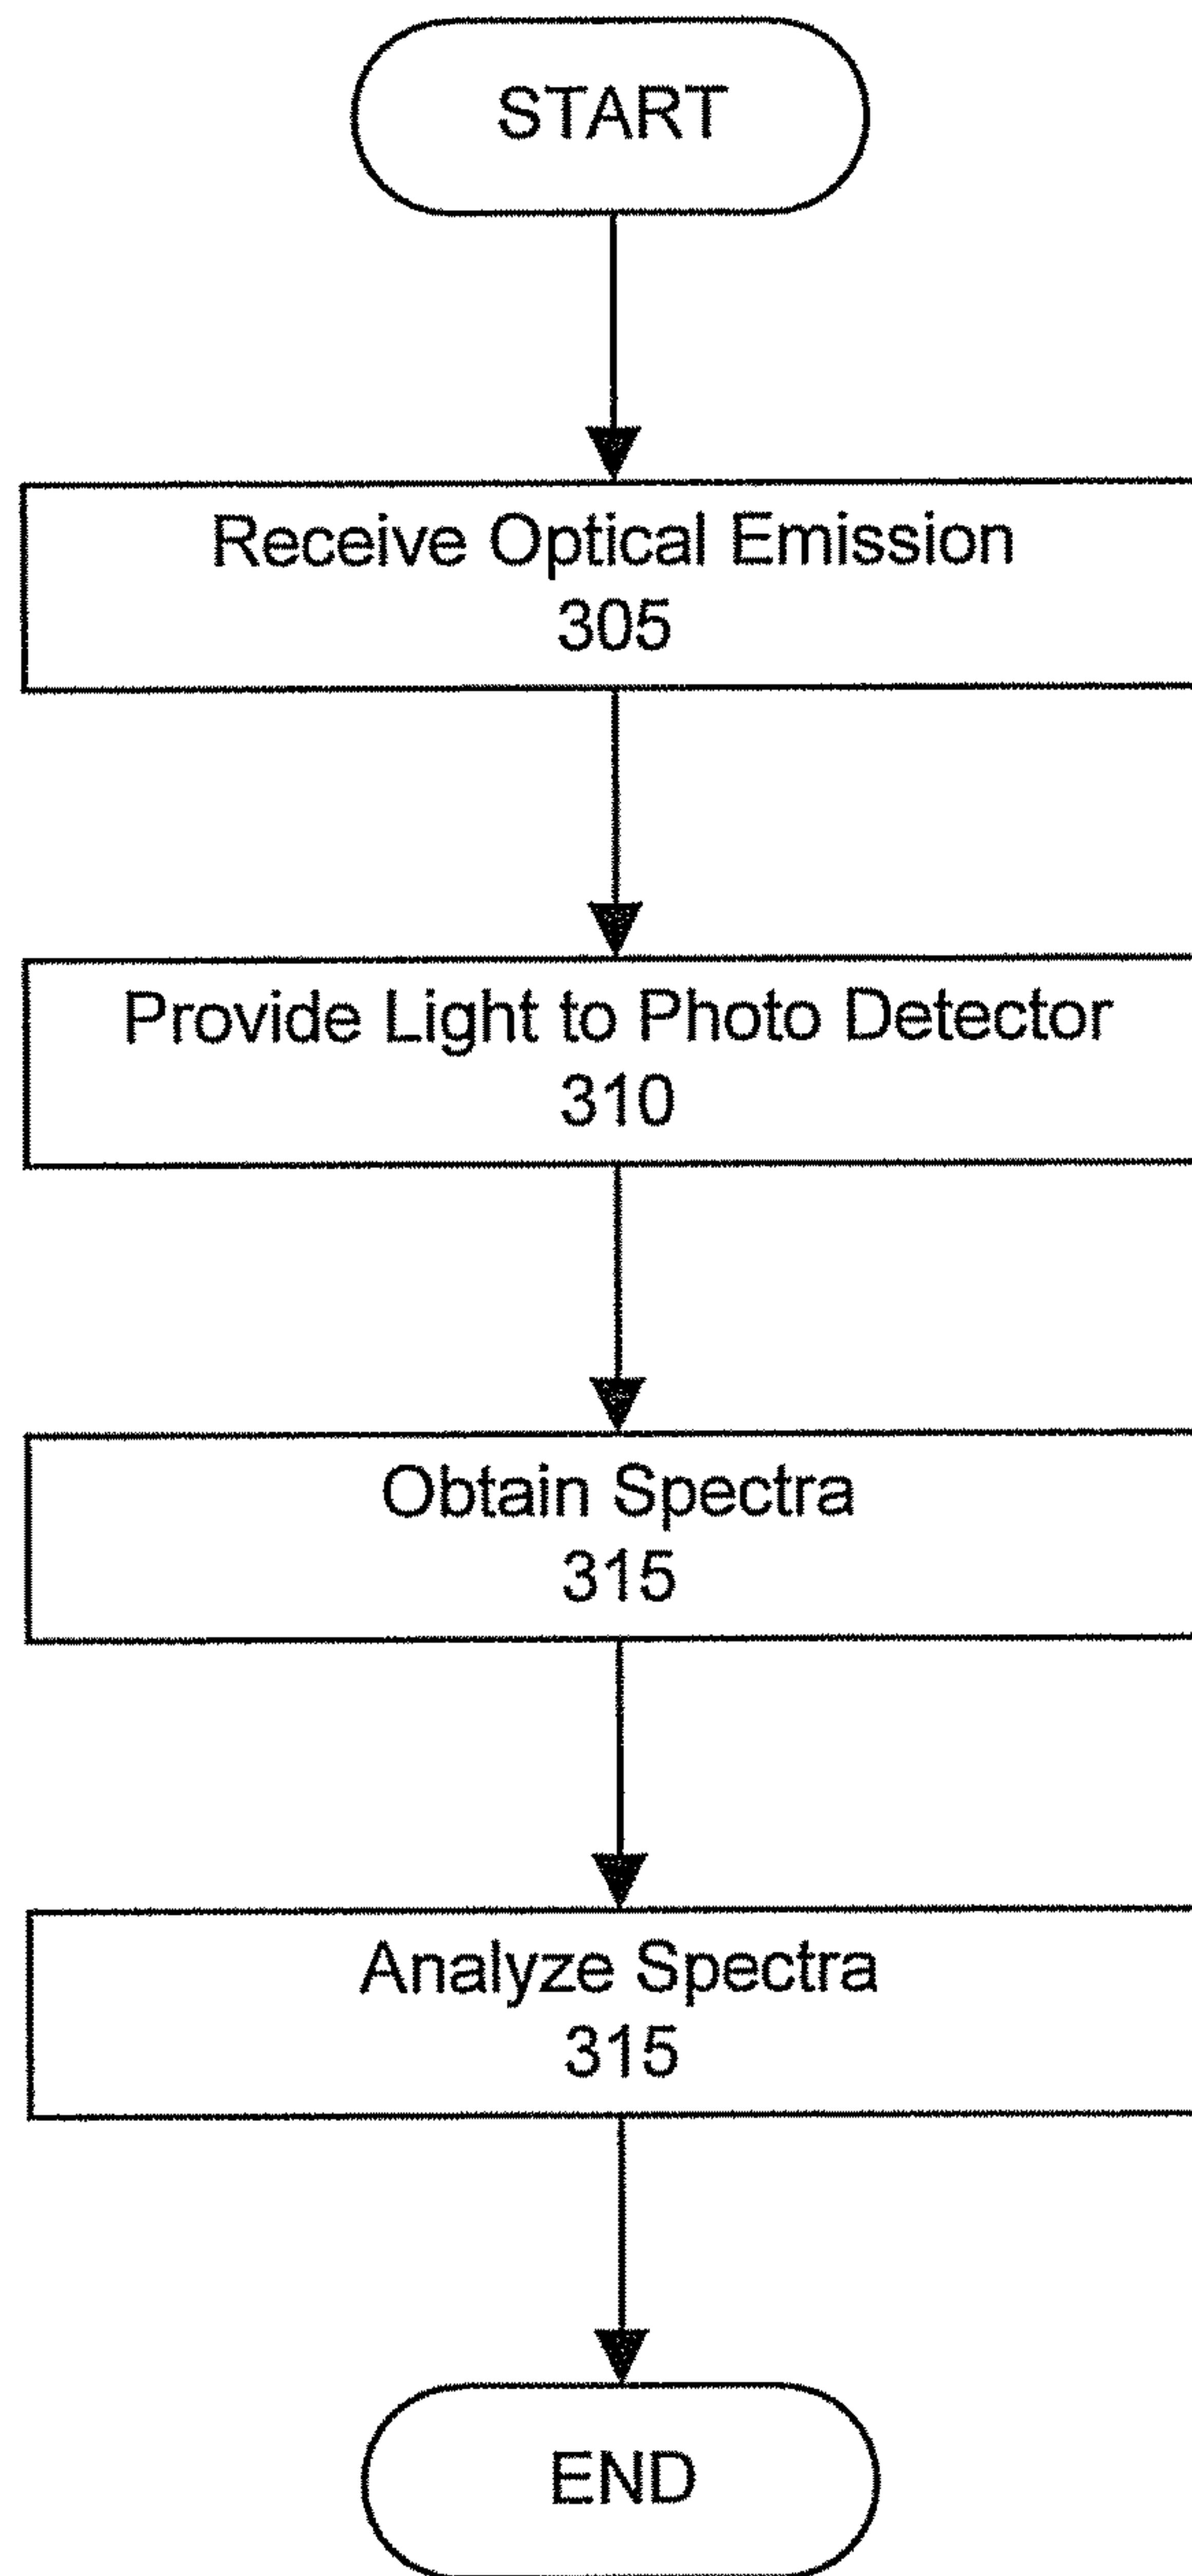 START
Receive Optical Emission
305
Provide Light to Photo Detector
310
Obtain Spectra
315
Analyze Spectra
315
END